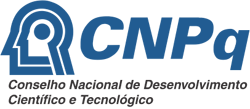 CNPq
Conselho Nacional de Desenvolvimento
Científico e Tecnológico